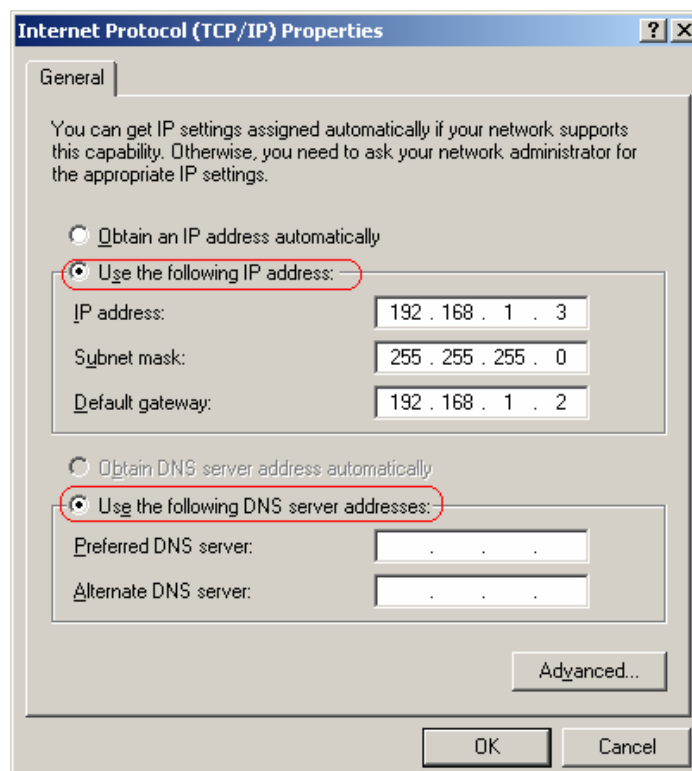 Internet Protocol (TCP/IP) Properties
General
You can get IP settings assigned automatically if your network supports
this capability. Otherwise, you need to ask your network administrator for
the appropriate IP settings.
Obtain an IP address automatically
Use the following IP address:
IP address: 192 . 168 . 1 . 3
Subnet mask: 255 . 255 . 255 . 0
Default gateway: 192 . 168 . 1 . 2
Obtain DNS server address automatically
Use the following DNS server addresses:
Preferred DNS server: . . .
Alternate DNS server: . . .
Advanced...
OK Cancel